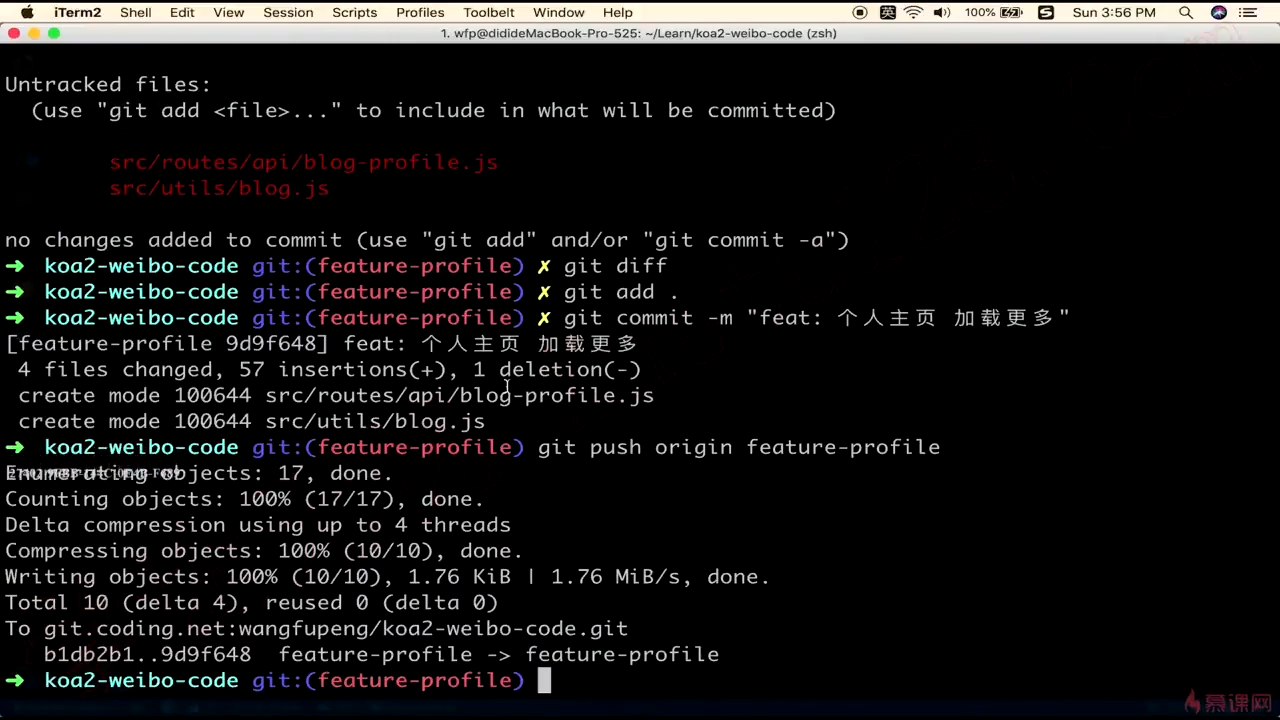 iTerm2 Shell Edit View Session Scripts Profiles Toolbelt Window Help 英 100% Sun 3:56 PM
1. wfp@didideMacBook-Pro-525: ~/Learn/koa2-weibo-code (zsh)
Untracked files:
(use "git add <file>..." to include in what will be committed)
src/routes/api/blog-profile.js
src/utils/blog.js
no changes added to commit (use "git add" and/or "git commit -a")
➜ koa2-weibo-code git:(feature-profile) ✗ git diff
➜ koa2-weibo-code git:(feature-profile) ✗ git add .
➜ koa2-weibo-code git:(feature-profile) ✗ git commit -m "feat: 个人主页 加载更多"
[feature-profile 9d9f648] feat: 个人主页 加载更多
4 files changed, 57 insertions(+), 1 deletion(-)
create mode 100644 src/routes/api/blog-profile.js
create mode 100644 src/utils/blog.js
➜ koa2-weibo-code git:(feature-profile) git push origin feature-profile
Enumerating objects: 17, done.
Counting objects: 100% (17/17), done.
Delta compression using up to 4 threads
Compressing objects: 100% (10/10), done.
Writing objects: 100% (10/10), 1.76 KiB | 1.76 MiB/s, done.
Total 10 (delta 4), reused 0 (delta 0)
To git.coding.net:wangfupeng/koa2-weibo-code.git
b1db2b1..9d9f648 feature-profile -> feature-profile
➜ koa2-weibo-code git:(feature-profile)
慕课网